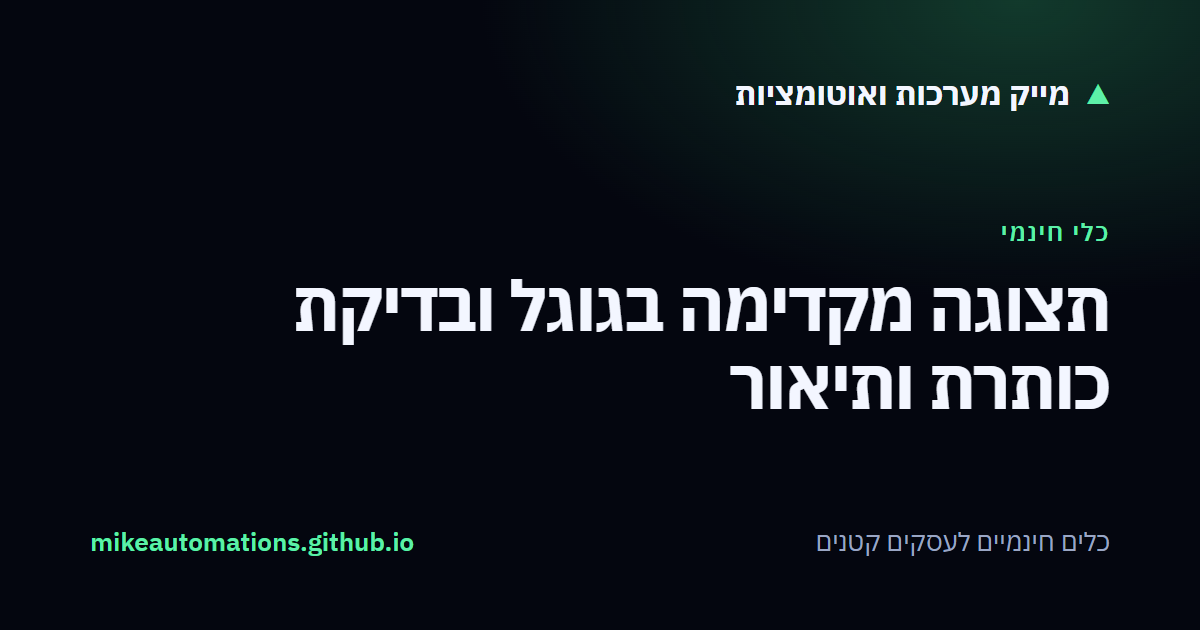 מייק מערכות ואוטומציות
כלי חינמי
תצוגה מקדימה בגוגל ובדיקת
כותרת ותיאור
כלים חינמיים לעסקים קטנים
mikeautomations.github.io